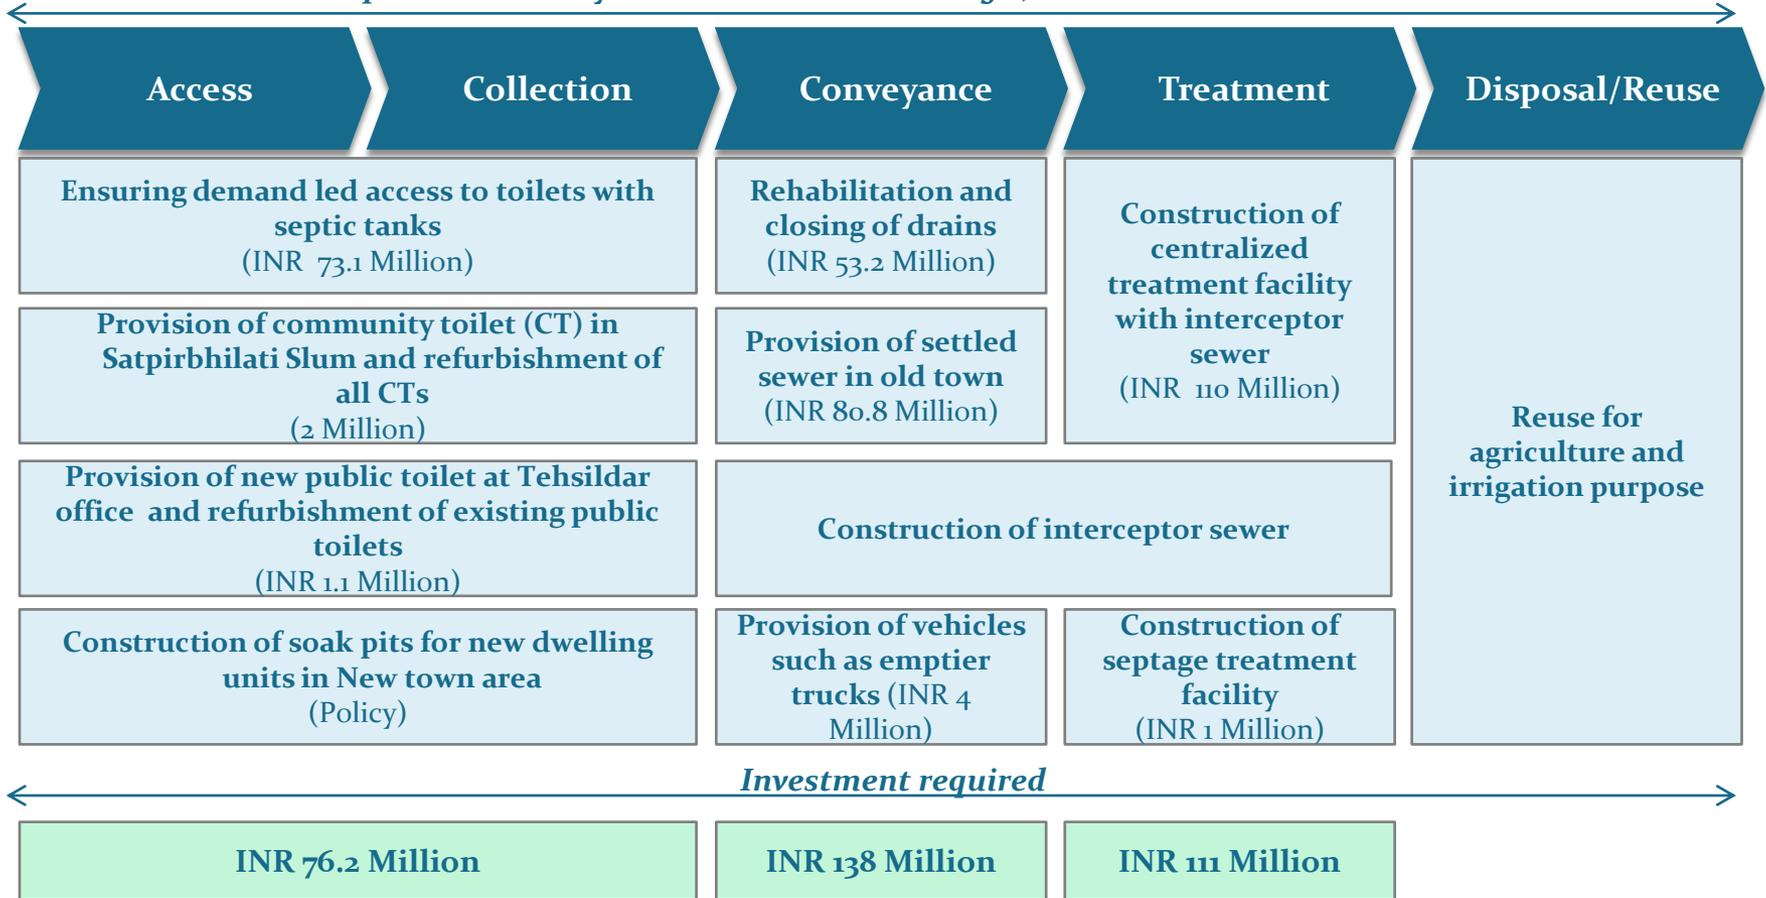 Access
Collection
Conveyance
Treatment
Disposal/Reuse
Ensuring demand led access to toilets with
septic tanks
(INR 73.1 Million)
Provision of community toilet (CT) in
Satpirbhilati Slum and refurbishment of
all CTs
(2 Million)
Provision of new public toilet at Tehsildar
office and refurbishment of existing public
toilets
(INR 1.1 Million)
Construction of soak pits for new dwelling
units in New town area
(Policy)
Rehabilitation and
closing of drains
(INR 53.2 Million)
Provision of settled
sewer in old town
(INR 80.8 Million)
Construction of
centralized
treatment facility
with interceptor
sewer
(INR 110 Million)
Construction of interceptor sewer
Provision of vehicles
such as emptier
trucks (INR 4
Million)
Construction of
septage treatment
facility
(INR 1 Million)
Reuse for
agriculture and
irrigation purpose
Investment required
INR 76.2 Million
INR 138 Million
INR 111 Million